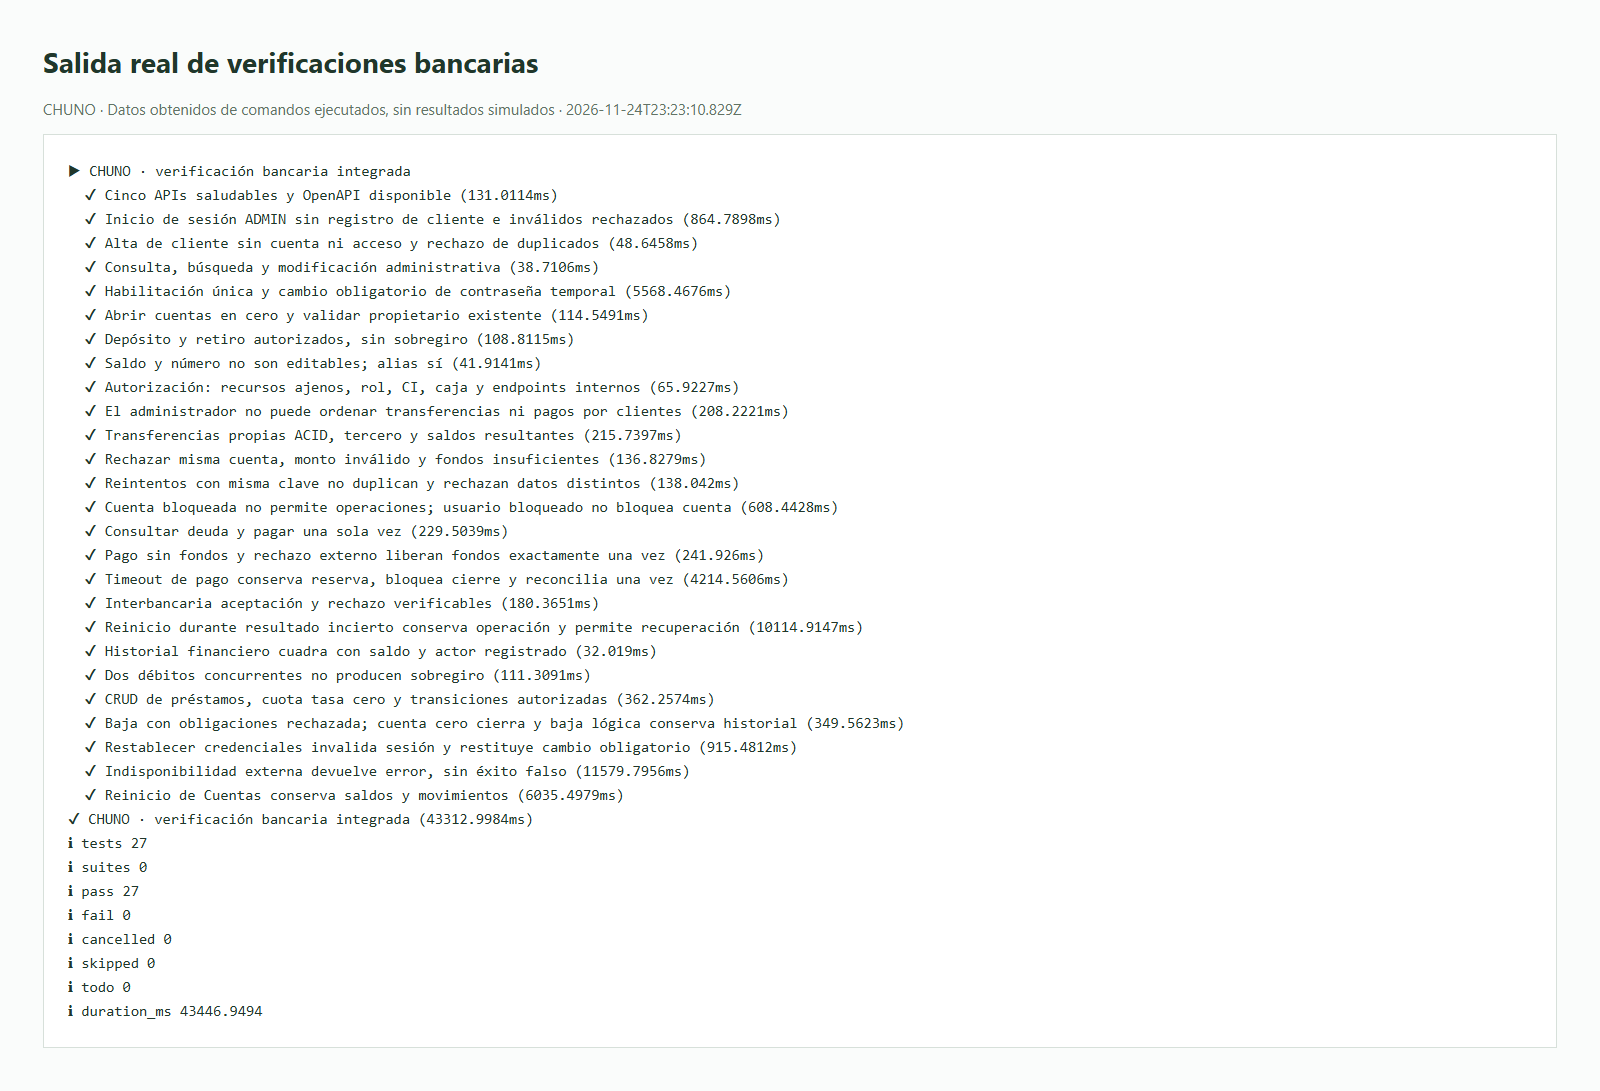 Salida real de verificaciones bancarias
CHUNO · Datos obtenidos de comandos ejecutados, sin resultados simulados · 2026-11-24T23:23:10.829Z
▶ CHUNO · verificación bancaria integrada
✓ Cinco APIs saludables y OpenAPI disponible (131.0114ms)
✓ Inicio de sesión ADMIN sin registro de cliente e inválidos rechazados (864.7898ms)
✓ Alta de cliente sin cuenta ni acceso y rechazo de duplicados (48.6458ms)
✓ Consulta, búsqueda y modificación administrativa (38.7106ms)
✓ Habilitación única y cambio obligatorio de contraseña temporal (5568.4676ms)
✓ Abrir cuentas en cero y validar propietario existente (114.5491ms)
✓ Depósito y retiro autorizados, sin sobregiro (108.8115ms)
✓ Saldo y número no son editables; alias sí (41.9141ms)
✓ Autorización: recursos ajenos, rol, CI, caja y endpoints internos (65.9227ms)
✓ El administrador no puede ordenar transferencias ni pagos por clientes (208.2221ms)
✓ Transferencias propias ACID, tercero y saldos resultantes (215.7397ms)
✓ Rechazar misma cuenta, monto inválido y fondos insuficientes (136.8279ms)
✓ Reintentos con misma clave no duplican y rechazan datos distintos (138.042ms)
✓ Cuenta bloqueada no permite operaciones; usuario bloqueado no bloquea cuenta (608.4428ms)
✓ Consultar deuda y pagar una sola vez (229.5039ms)
✓ Pago sin fondos y rechazo externo liberan fondos exactamente una vez (241.926ms)
✓ Timeout de pago conserva reserva, bloquea cierre y reconcilia una vez (4214.5606ms)
✓ Interbancaria aceptación y rechazo verificables (180.3651ms)
✓ Reinicio durante resultado incierto conserva operación y permite recuperación (10114.9147ms)
✓ Historial financiero cuadra con saldo y actor registrado (32.019ms)
✓ Dos débitos concurrentes no producen sobregiro (111.3091ms)
✓ CRUD de préstamos, cuota tasa cero y transiciones autorizadas (362.2574ms)
✓ Baja con obligaciones rechazada; cuenta cero cierra y baja lógica conserva historial (349.5623ms)
✓ Restablecer credenciales invalida sesión y restituye cambio obligatorio (915.4812ms)
✓ Indisponibilidad externa devuelve error, sin éxito falso (11579.7956ms)
✓ Reinicio de Cuentas conserva saldos y movimientos (6035.4979ms)
✓ CHUNO · verificación bancaria integrada (43312.9984ms)
ℹ tests 27
ℹ suites 0
ℹ pass 27
ℹ fail 0
ℹ cancelled 0
ℹ skipped 0
ℹ todo 0
ℹ duration_ms 43446.9494